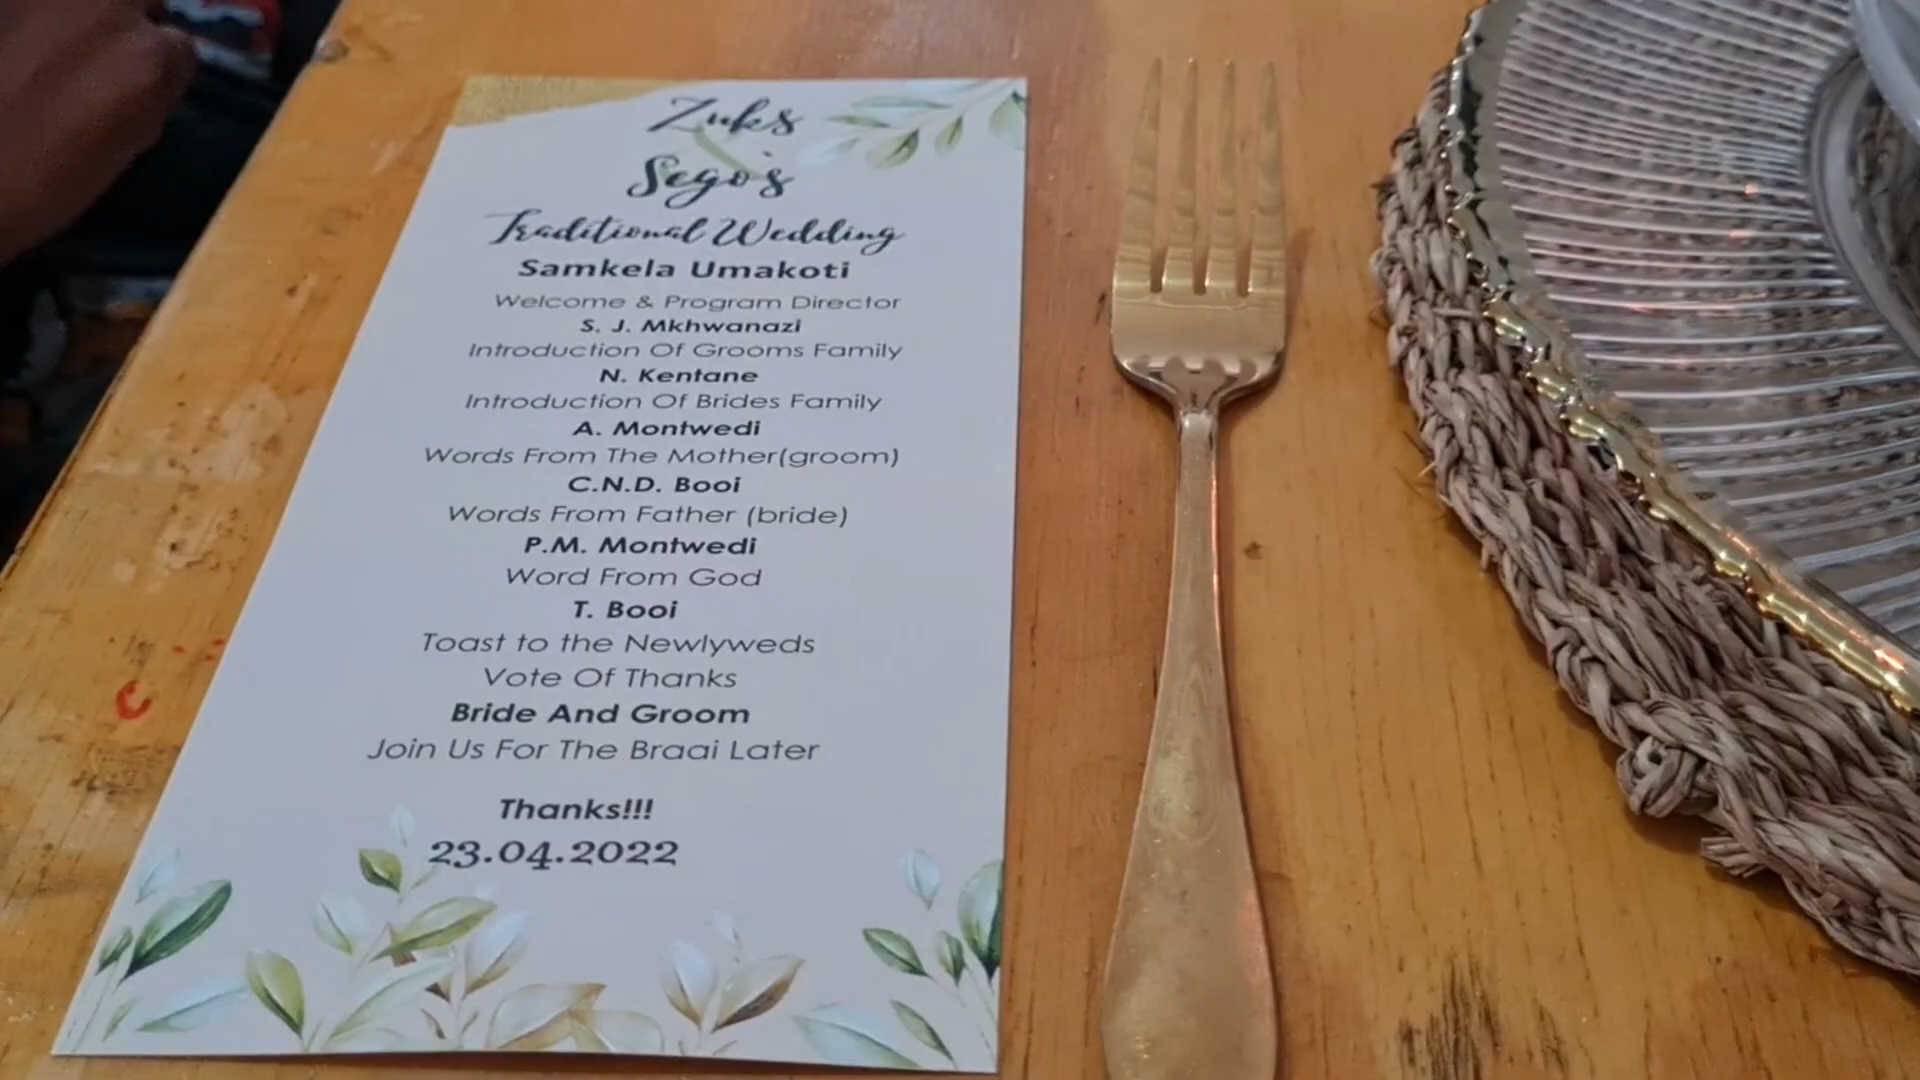 Zuks
Sego's
Traditional Wedding
Samkela Umakoti
Welcome & Program Director
S. J. Mkhwanazi
Introduction Of Grooms Family
N. Kentane
Introduction Of Brides Family
A. Montwedi
Words From The Mother(groom)
C.N.D. Booi
Words From Father (bride)
P.M. Montwedi
Word From God
T. Booi
Toast to the Newlyweds
Vote Of Thanks
Bride And Groom
Join Us For The Braai Later
Thanks!!!
23.04.2022